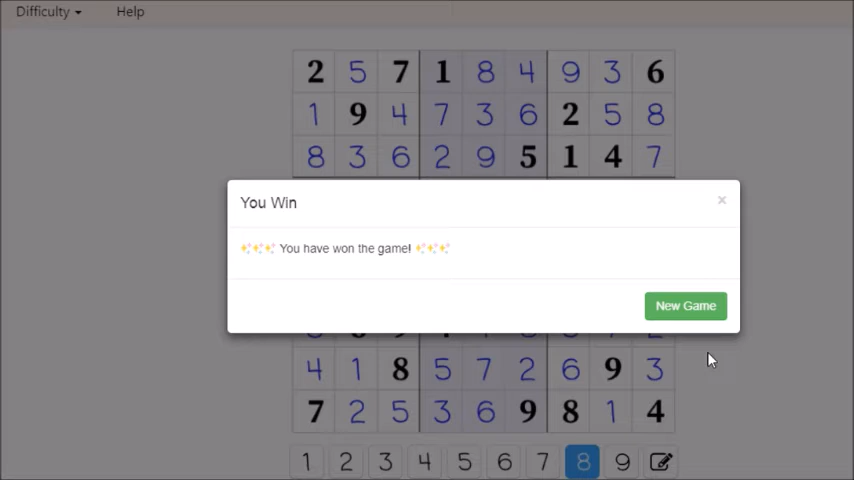 Difficulty Help
2 5 7 1 8 4 9 3 6
1 9 4 7 3 6 2 5 8
8 3 6 2 9 5 1 4 7
You Win ×
✨✨✨ You have won the game! ✨✨✨
New Game
4 1 8 5 7 2 6 9 3
7 2 5 3 6 9 8 1 4
1 2 3 4 5 6 7 8 9